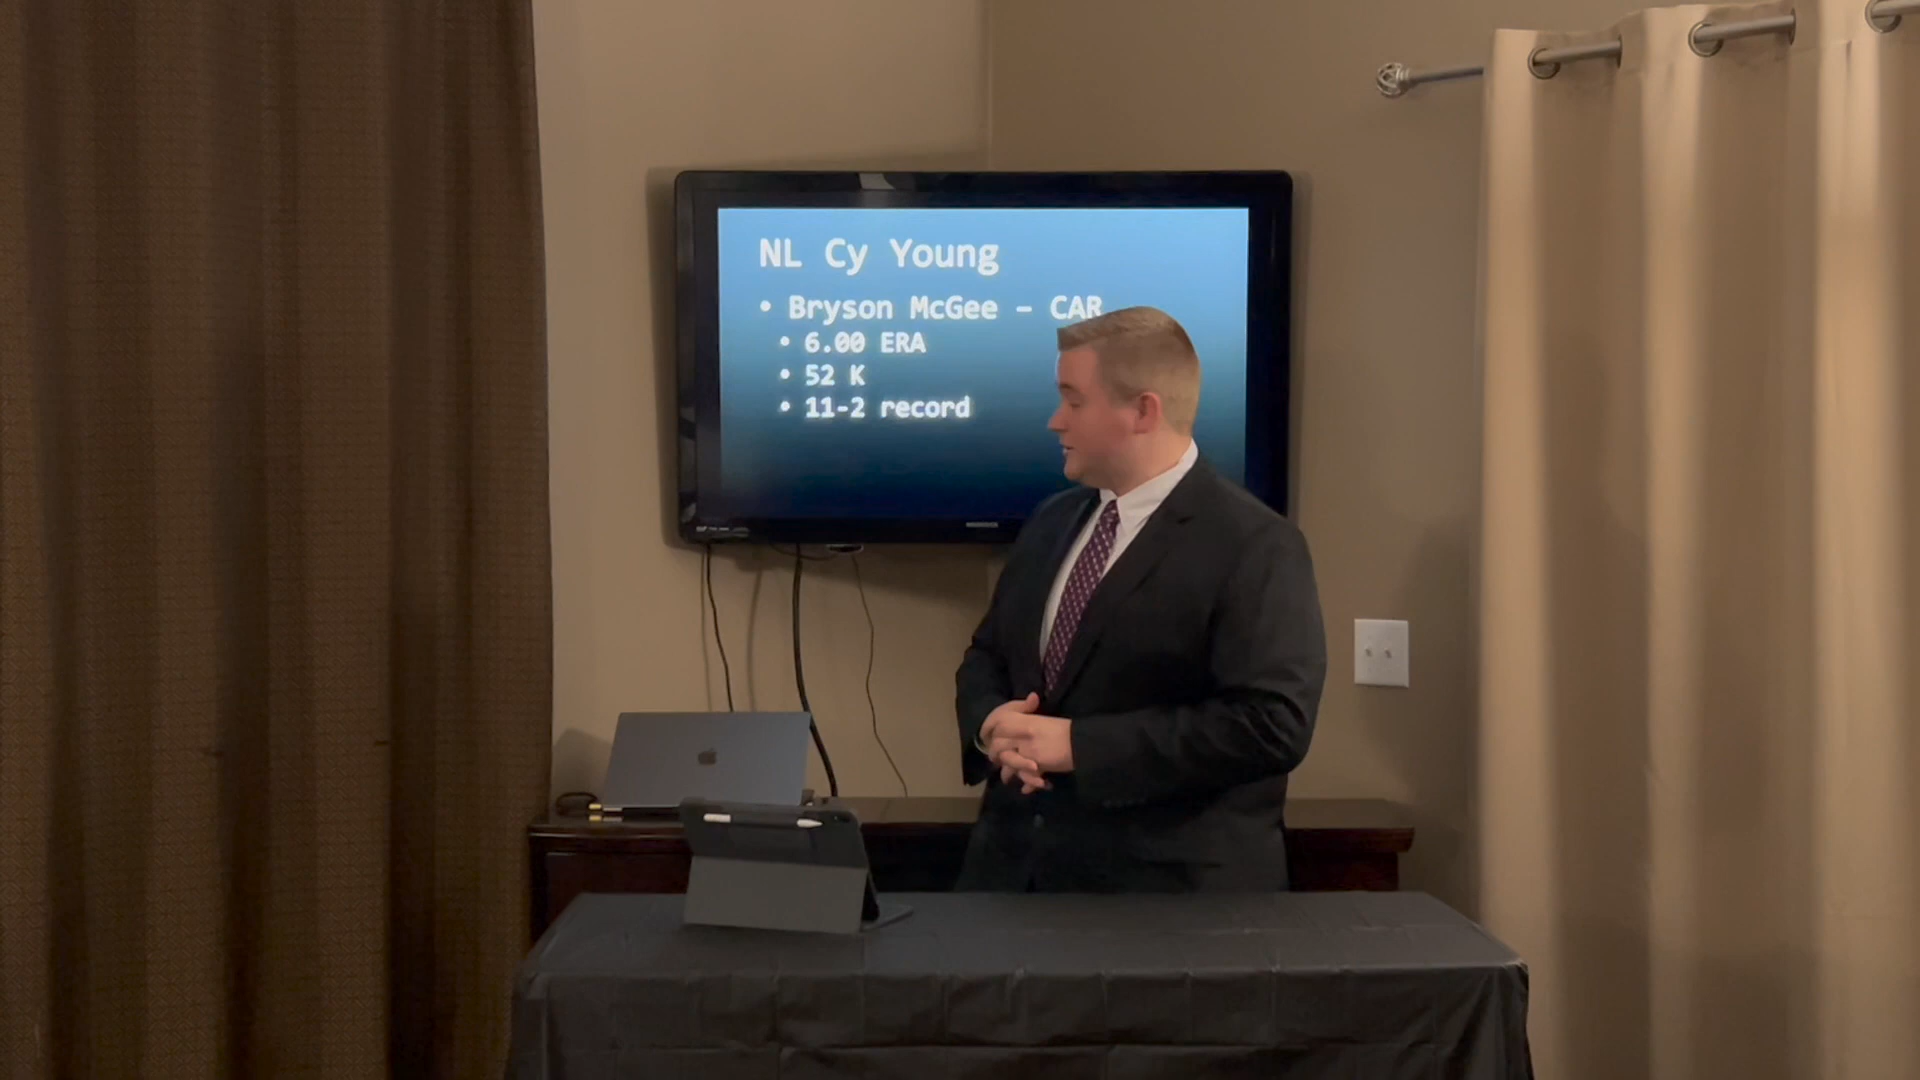 NL Cy Young
• Bryson McGee – CAR
• 6.00 ERA
• 52 K
• 11-2 record